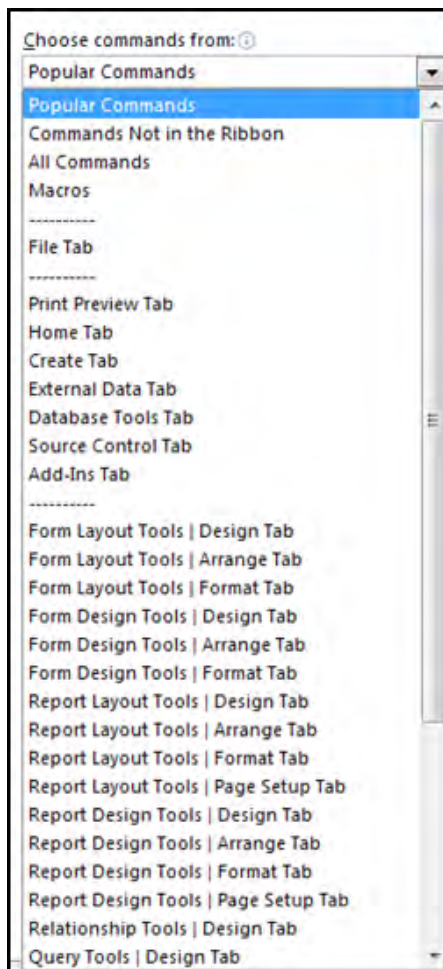 Choose commands from:
Popular Commands
Popular Commands
Commands Not in the Ribbon
All Commands
Macros
----------
File Tab
----------
Print Preview Tab
Home Tab
Create Tab
External Data Tab
Database Tools Tab
Source Control Tab
Add-Ins Tab
----------
Form Layout Tools | Design Tab
Form Layout Tools | Arrange Tab
Form Layout Tools | Format Tab
Form Design Tools | Design Tab
Form Design Tools | Arrange Tab
Form Design Tools | Format Tab
Report Layout Tools | Design Tab
Report Layout Tools | Arrange Tab
Report Layout Tools | Format Tab
Report Layout Tools | Page Setup Tab
Report Design Tools | Design Tab
Report Design Tools | Arrange Tab
Report Design Tools | Format Tab
Report Design Tools | Page Setup Tab
Relationship Tools | Design Tab
Query Tools | Design Tab